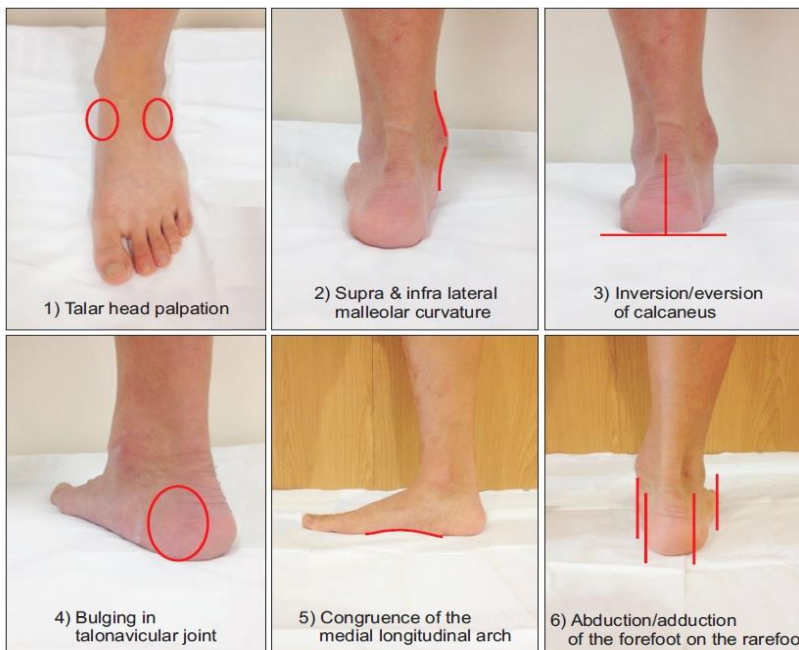 1) Talar head palpation
2) Supra & infra lateral
malleolar curvature
3) Inversion/eversion
of calcaneus
4) Bulging in
talonavicular joint
5) Congruence of the
medial longitudinal arch
6) Abduction/adduction
of the forefoot on the rarefoo